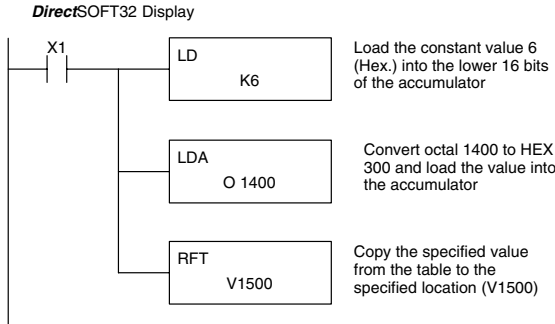 DirectSOFT32 Display
X1
LD
K6
Load the constant value 6
(Hex.) into the lower 16 bits
of the accumulator
LDA
O 1400
Convert octal 1400 to HEX
300 and load the value into
the accumulator
RFT
V1500
Copy the specified value
from the table to the
specified location (V1500)